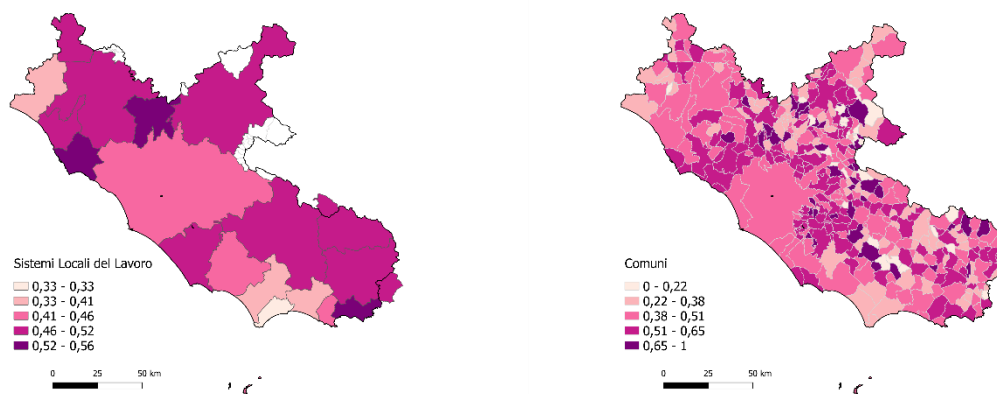 Sistemi Locali del Lavoro
0,33 - 0,33
0,33 - 0,41
0,41 - 0,46
0,46 - 0,52
0,52 - 0,56
0 25 50 km
Comuni
0 - 0,22
0,22 - 0,38
0,38 - 0,51
0,51 - 0,65
0,65 - 1
0 25 50 km